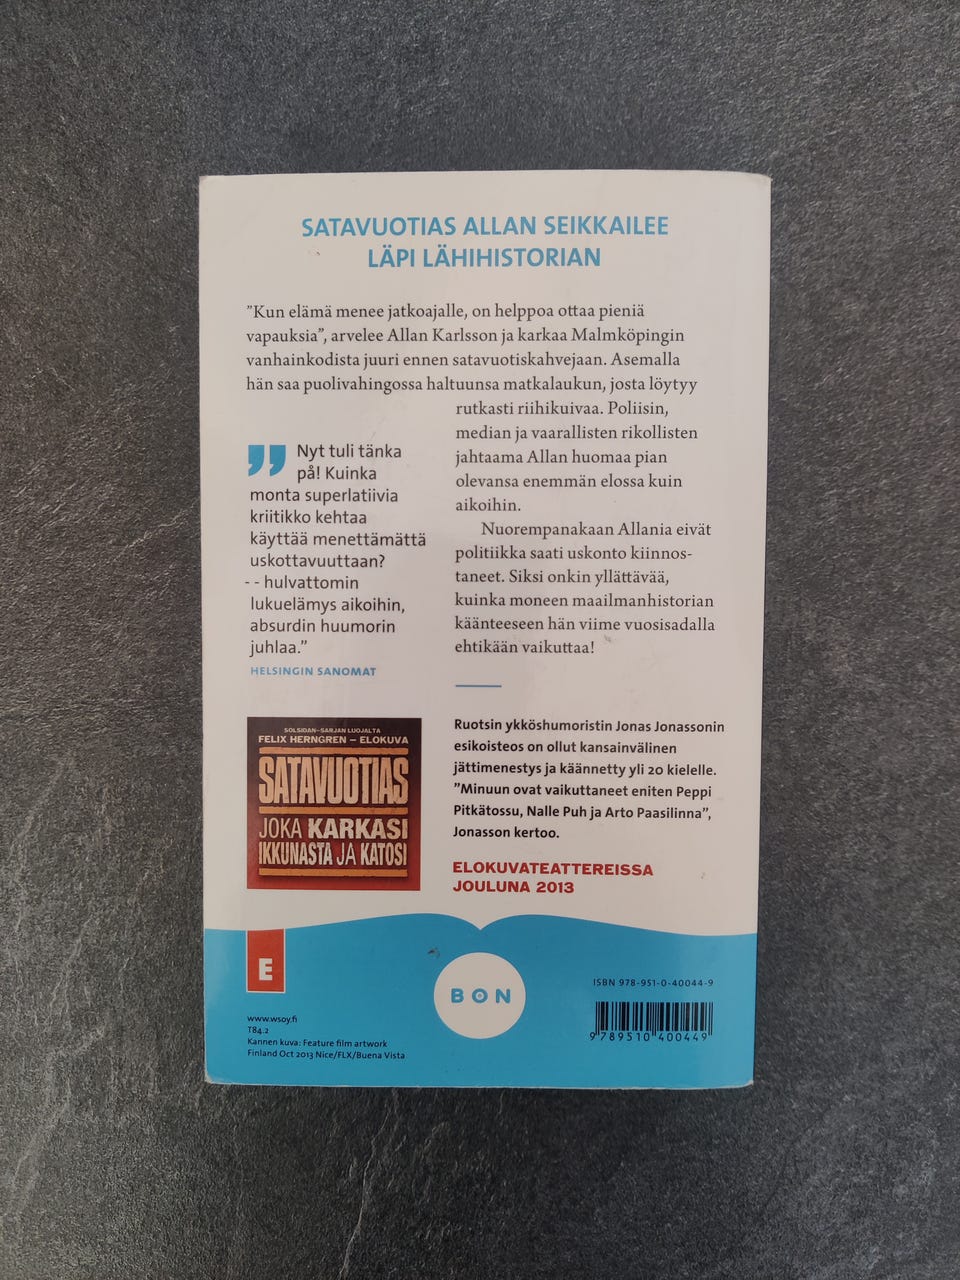 SATAVUOTIAS ALLAN SEIKKAILEE
LÄPI LÄHIHISTORIAN
”Kun elämä menee jatkoajalle, on helppoa ottaa pieniä
vapauksia”, arvelee Allan Karlsson ja karkaa Malmköpingin
vanhainkodista juuri ennen satavuotiskahvejaan. Asemalla
hän saa puolivahingossa haltuunsa matkalaukun, josta löytyy
rutkasti riihikuivaa. Poliisin,
median ja vaarallisten rikollisten
jahtaama Allan huomaa pian
olevansa enemmän elossa kuin
aikoihin.
Nuorempanakaan Allania eivät
politiikka saati uskonto kiinnos-
taneet. Siksi onkin yllättävää,
kuinka moneen maailmanhistorian
käänteeseen hän viime vuosisadalla
ehtikään vaikuttaa!
” Nyt tuli tänka
på! Kuinka
monta superlatiivia
kriitikko kehtaa
käyttää menettämättä
uskottavuuttaan?
- - hulvattomin
lukuelämys aikoihin,
absurdin huumorin
juhlaa.”
HELSINGIN SANOMAT
SOLSIDAN-SARJAN LUOJALTA
FELIX HERNGREN – ELOKUVA
SATAVUOTIAS
JOKA KARKASI
IKKUNASTA JA KATOSI
Ruotsin ykköshumoristin Jonas Jonassonin
esikoisteos on ollut kansainvälinen
jättimenestys ja käännetty yli 20 kielelle.
”Minuun ovat vaikuttaneet eniten Peppi
Pitkätossu, Nalle Puh ja Arto Paasilinna”,
Jonasson kertoo.
ELOKUVATEATTEREISSA
JOULUNA 2013
E
www.wsoy.fi
T84.2
Kannen kuva: Feature film artwork
Finland Oct 2013 Nice/FLX/Buena Vista
BON
ISBN 978-951-0-40044-9
9 789510 400449